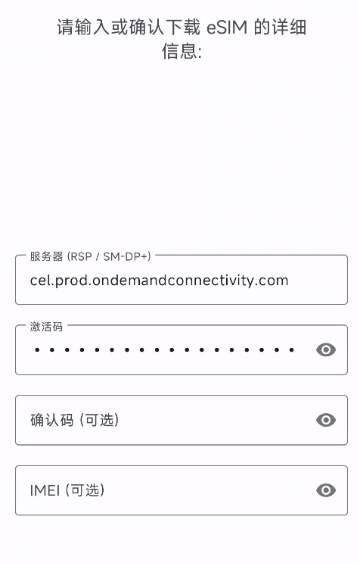 请输入或确认下载 eSIM 的详细
信息:
服务器 (RSP / SM-DP+)
cel.prod.ondemandconnectivity.com
激活码
• • • • • • • • • • • • • • • • •
确认码 (可选)
IMEI (可选)